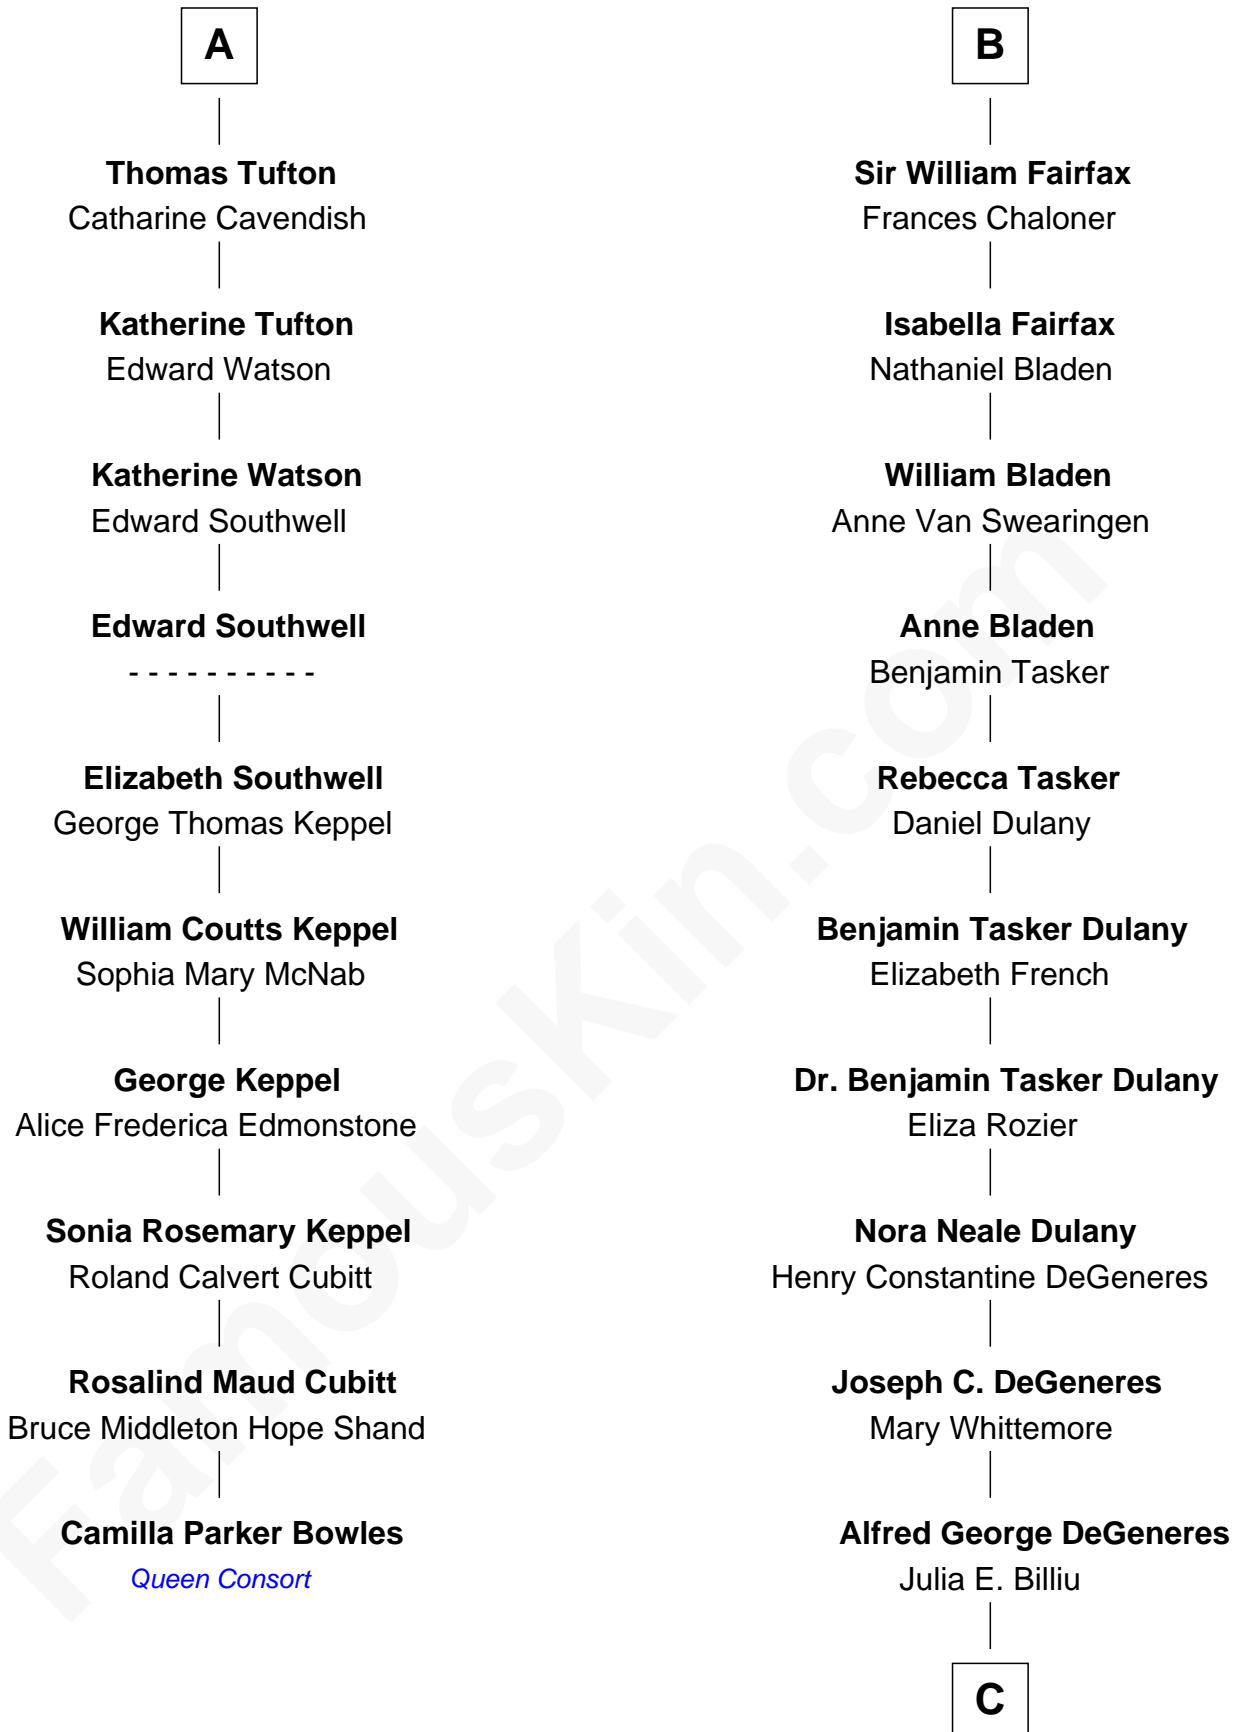 A
Thomas Tufton
Catharine Cavendish
Katherine Tufton
Edward Watson
Katherine Watson
Edward Southwell
Edward Southwell
- - - - - - - - - -
Elizabeth Southwell
George Thomas Keppel
William Coutts Keppel
Sophia Mary McNab
George Keppel
Alice Frederica Edmonstone
Sonia Rosemary Keppel
Roland Calvert Cubitt
Rosalind Maud Cubitt
Bruce Middleton Hope Shand
Camilla Parker Bowles
Queen Consort
B
Sir William Fairfax
Frances Chaloner
Isabella Fairfax
Nathaniel Bladen
William Bladen
Anne Van Swearingen
Anne Bladen
Benjamin Tasker
Rebecca Tasker
Daniel Dulany
Benjamin Tasker Dulany
Elizabeth French
Dr. Benjamin Tasker Dulany
Eliza Rozier
Nora Neale Dulany
Henry Constantine DeGeneres
Joseph C. DeGeneres
Mary Whittemore
Alfred George DeGeneres
Julia E. Billiu
C
FamousKin.com